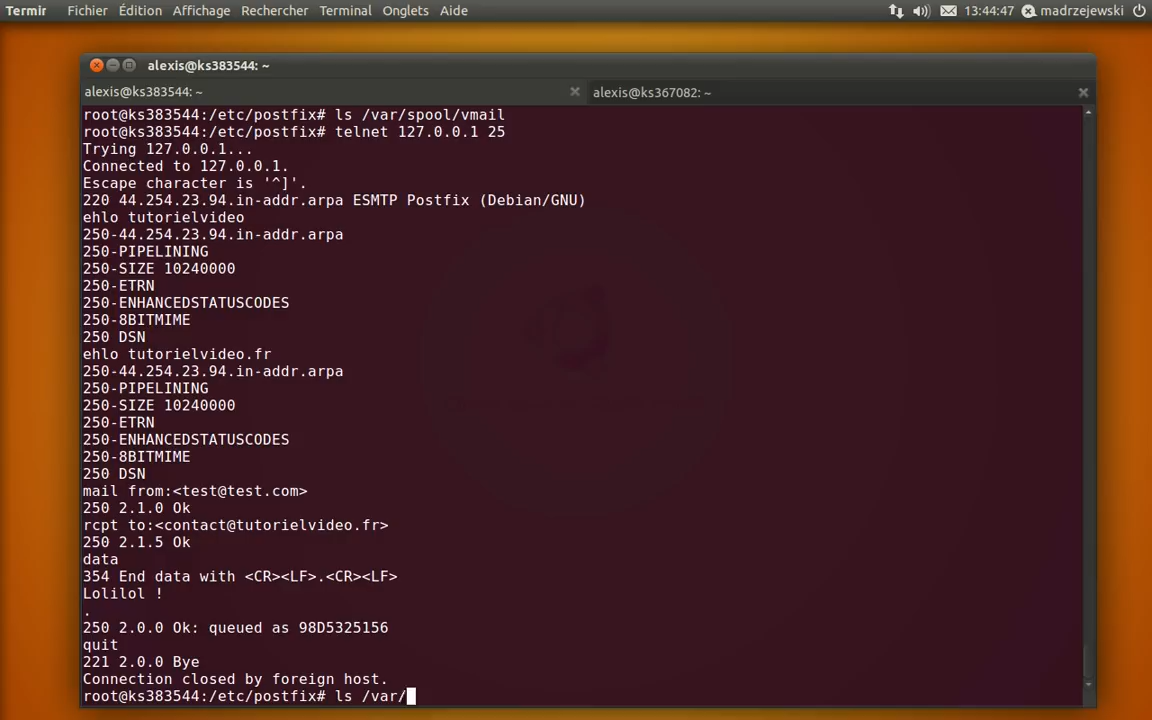 Termir Fichier Édition Affichage Rechercher Terminal Onglets Aide 13:44:47 madrzejewski
alexis@ks383544: ~
alexis@ks383544: ~ alexis@ks367082: ~
root@ks383544:/etc/postfix# ls /var/spool/vmail
root@ks383544:/etc/postfix# telnet 127.0.0.1 25
Trying 127.0.0.1...
Connected to 127.0.0.1.
Escape character is '^]'.
220 44.254.23.94.in-addr.arpa ESMTP Postfix (Debian/GNU)
ehlo tutorielvideo
250-44.254.23.94.in-addr.arpa
250-PIPELINING
250-SIZE 10240000
250-ETRN
250-ENHANCEDSTATUSCODES
250-8BITMIME
250 DSN
ehlo tutorielvideo.fr
250-44.254.23.94.in-addr.arpa
250-PIPELINING
250-SIZE 10240000
250-ETRN
250-ENHANCEDSTATUSCODES
250-8BITMIME
250 DSN
mail from:<test@test.com>
250 2.1.0 Ok
rcpt to:<contact@tutorielvideo.fr>
250 2.1.5 Ok
data
354 End data with <CR><LF>.<CR><LF>
Lolilol !
.
250 2.0.0 Ok: queued as 98D5325156
quit
221 2.0.0 Bye
Connection closed by foreign host.
root@ks383544:/etc/postfix# ls /var/